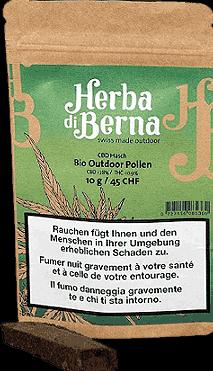 Herba
di Berna
swiss made outdoor
CBD Hasch
Bio Outdoor Pollen
10 g / 45 CHF
Rauchen fügt Ihnen und den
Menschen in Ihrer Umgebung
erheblichen Schaden zu.
Fumer nuit gravement à votre santé
et à celle de votre entourage.
Il fumo danneggia gravemente
te e chi ti sta intorno.